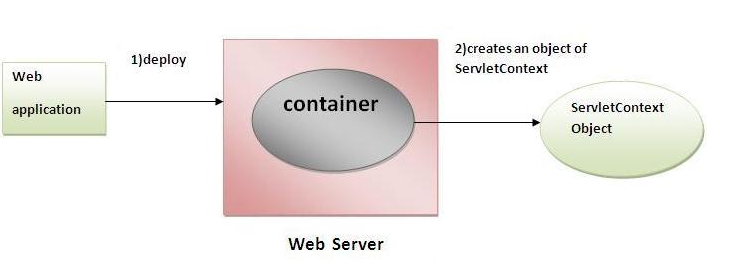 Web
application
1)deploy
container
Web Server
2)creates an object of
ServletContext
ServletContext
Object